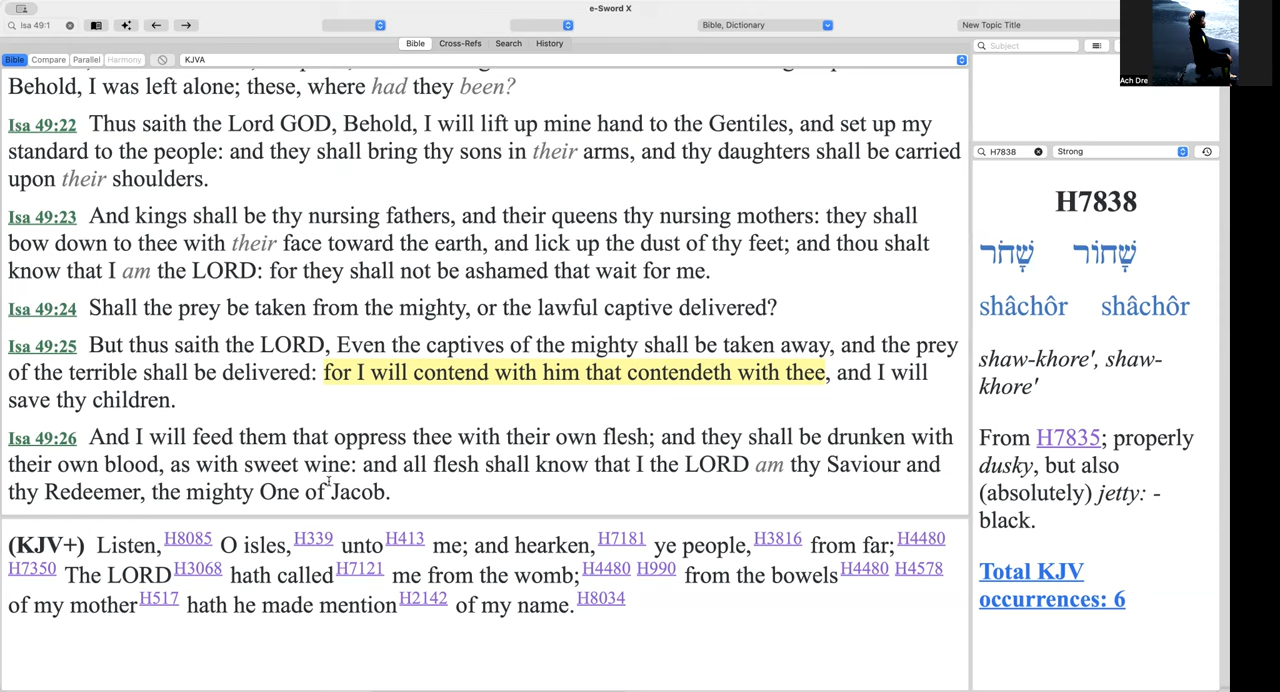 e-Sword X
Isa 49:1
Bible, Dictionary
New Topic Title
Bible Cross-Refs Search History
Subject
Bible Compare Parallel Harmony KJVA
Ach Dre
Behold, I was left alone; these, where had they been?
Isa 49:22 Thus saith the Lord GOD, Behold, I will lift up mine hand to the Gentiles, and set up my
standard to the people: and they shall bring thy sons in their arms, and thy daughters shall be carried
upon their shoulders.
Isa 49:23 And kings shall be thy nursing fathers, and their queens thy nursing mothers: they shall
bow down to thee with their face toward the earth, and lick up the dust of thy feet; and thou shalt
know that I am the LORD: for they shall not be ashamed that wait for me.
Isa 49:24 Shall the prey be taken from the mighty, or the lawful captive delivered?
Isa 49:25 But thus saith the LORD, Even the captives of the mighty shall be taken away, and the prey
of the terrible shall be delivered: for I will contend with him that contendeth with thee, and I will
save thy children.
Isa 49:26 And I will feed them that oppress thee with their own flesh; and they shall be drunken with
their own blood, as with sweet wine: and all flesh shall know that I the LORD am thy Saviour and
thy Redeemer, the mighty One of Jacob.
(KJV+) Listen,H8085 O isles,H339 untoH413 me; and hearken,H7181 ye people,H3816 from far;H4480
H7350 The LORDH3068 hath calledH7121 me from the womb;H4480 H990 from the bowelsH4480 H4578
of my motherH517 hath he made mentionH2142 of my name.H8034
H7838 Strong
H7838
שָׁחֹר שָׁחוֹר
shâchôr shâchôr
shaw-khore', shaw-
khore'
From H7835; properly
dusky, but also
(absolutely) jetty: -
black.
Total KJV
occurrences: 6